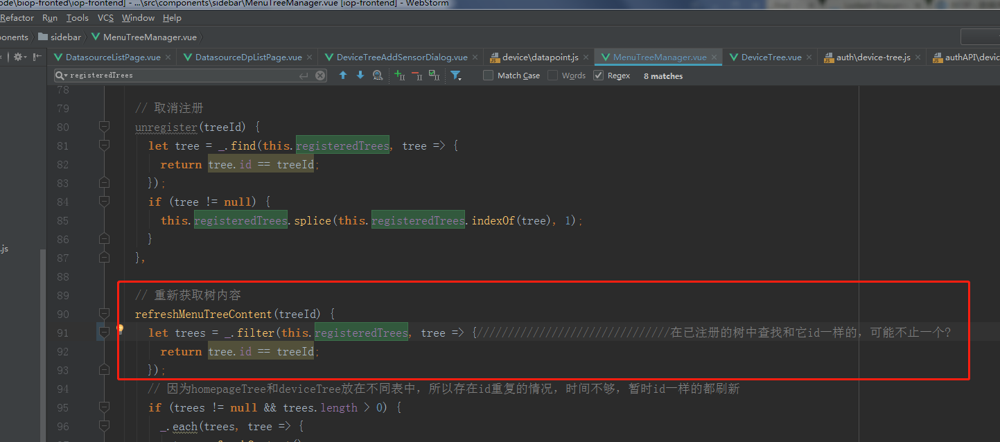 ode\biop-fronted\iop-frontend] - ...\src\components\sidebar\MenuTreeManager.vue [iop-frontend] - WebStorm
Refactor Run Tools VCS Window Help
onents sidebar MenuTreeManager.vue
DatasourceListPage.vue DatasourceDpListPage.vue DeviceTreeAddSensorDialog.vue device\datapoint.js MenuTreeManager.vue DeviceTree.vue auth\device-tree.js authAPI\devic
registeredTrees Match Case Words Regex 8 matches
78
79 // 取消注册
80 unregister(treeId) {
81 let tree = _.find(this.registeredTrees, tree => {
82 return tree.id == treeId;
83 });
84 if (tree != null) {
85 this.registeredTrees.splice(this.registeredTrees.indexOf(tree), 1);
86 }
.js
87 },
88
89 // 重新获取树内容
90 refreshMenuTreeContent(treeId) {
91 let trees = _.filter(this.registeredTrees, tree => {///////////////////////////////在已注册的树中查找和它id一样的，可能不止一个?
92 return tree.id == treeId;
93 });
94 // 因为homepageTree和deviceTree放在不同表中，所以存在id重复的情况，时间不够，暂时id一样的都刷新
95 if (trees != null && trees.length > 0) {
96 _.each(trees, tree => {